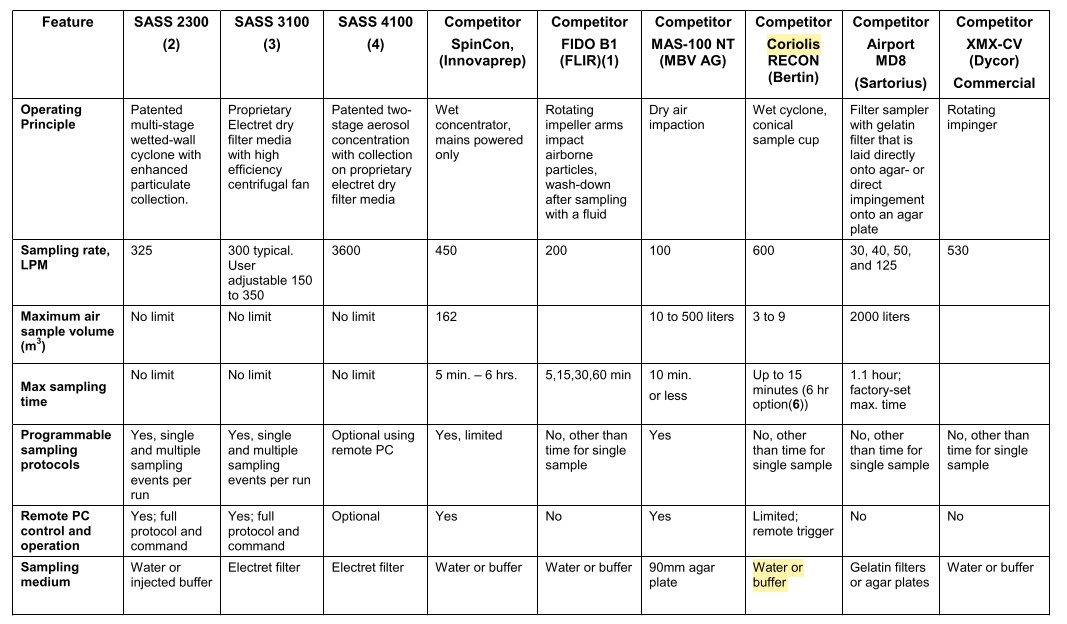 Feature
SASS 2300
(2)
SASS 3100
(3)
SASS 4100
(4)
Competitor
SpinCon,
(Innovaprep)
Competitor
FIDO B1
(FLIR)(1)
Competitor
MAS-100 NT
(MBV AG)
Competitor
Coriolis
RECON
(Bertin)
Competitor
Airport
MD8
(Sartorius)
Competitor
XMX-CV
(Dycor)
Commercial
Operating
Principle
Patented
multi-stage
wetted-wall
cyclone with
enhanced
particulate
collection.
Proprietary
Electret dry
filter media
with high
efficiency
centrifugal fan
Patented two-
stage aerosol
concentration
with collection
on proprietary
electret dry
filter media
Wet
concentrator,
mains powered
only
Rotating
impeller arms
impact
airborne
particles,
wash-down
after sampling
with a fluid
Dry air
impaction
Wet cyclone,
conical
sample cup
Filter sampler
with gelatin
filter that is
laid directly
onto agar- or
direct
impingement
onto an agar
plate
Rotating
impinger
Sampling rate,
LPM
325
300 typical.
User
adjustable 150
to 350
3600
450
200
100
600
30, 40, 50,
and 125
530
Maximum air
sample volume
(m³)
No limit
No limit
No limit
162
10 to 500 liters
3 to 9
2000 liters
Max sampling
time
No limit
No limit
No limit
5 min. – 6 hrs.
5,15,30,60 min
10 min.
or less
Up to 15
minutes (6 hr
option(6))
1.1 hour;
factory-set
max. time
Programmable
sampling
protocols
Yes, single
and multiple
sampling
events per
run
Yes, single
and multiple
sampling
events per run
Optional using
remote PC
Yes, limited
No, other than
time for single
sample
Yes
No, other
than time for
single sample
No, other
than time for
single sample
No, other than
time for single
sample
Remote PC
control and
operation
Yes; full
protocol and
command
Yes; full
protocol and
command
Optional
Yes
No
Yes
Limited;
remote trigger
No
No
Sampling
medium
Water or
injected buffer
Electret filter
Electret filter
Water or buffer
Water or buffer
90mm agar
plate
Water or
buffer
Gelatin filters
or agar plates
Water or buffer